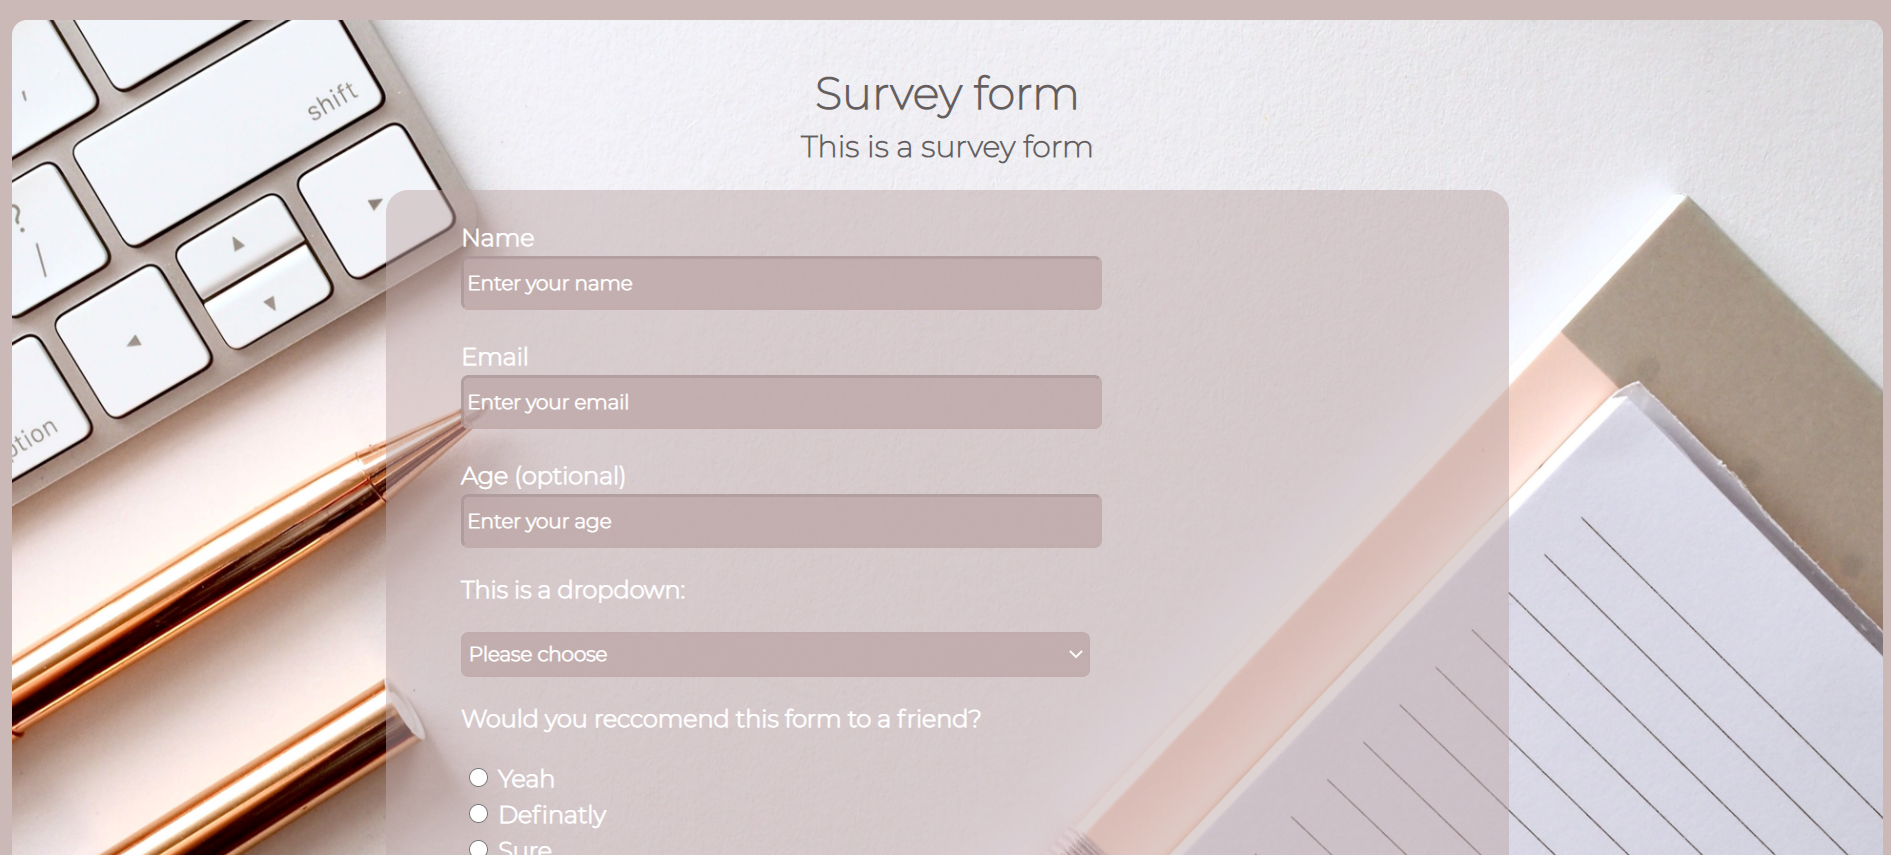 shift
?
/
ption
Survey form
This is a survey form
Name
Enter your name
Email
Enter your email
Age (optional)
Enter your age
This is a dropdown:
Please choose
Would you reccomend this form to a friend?
Yeah
Definatly
Sure